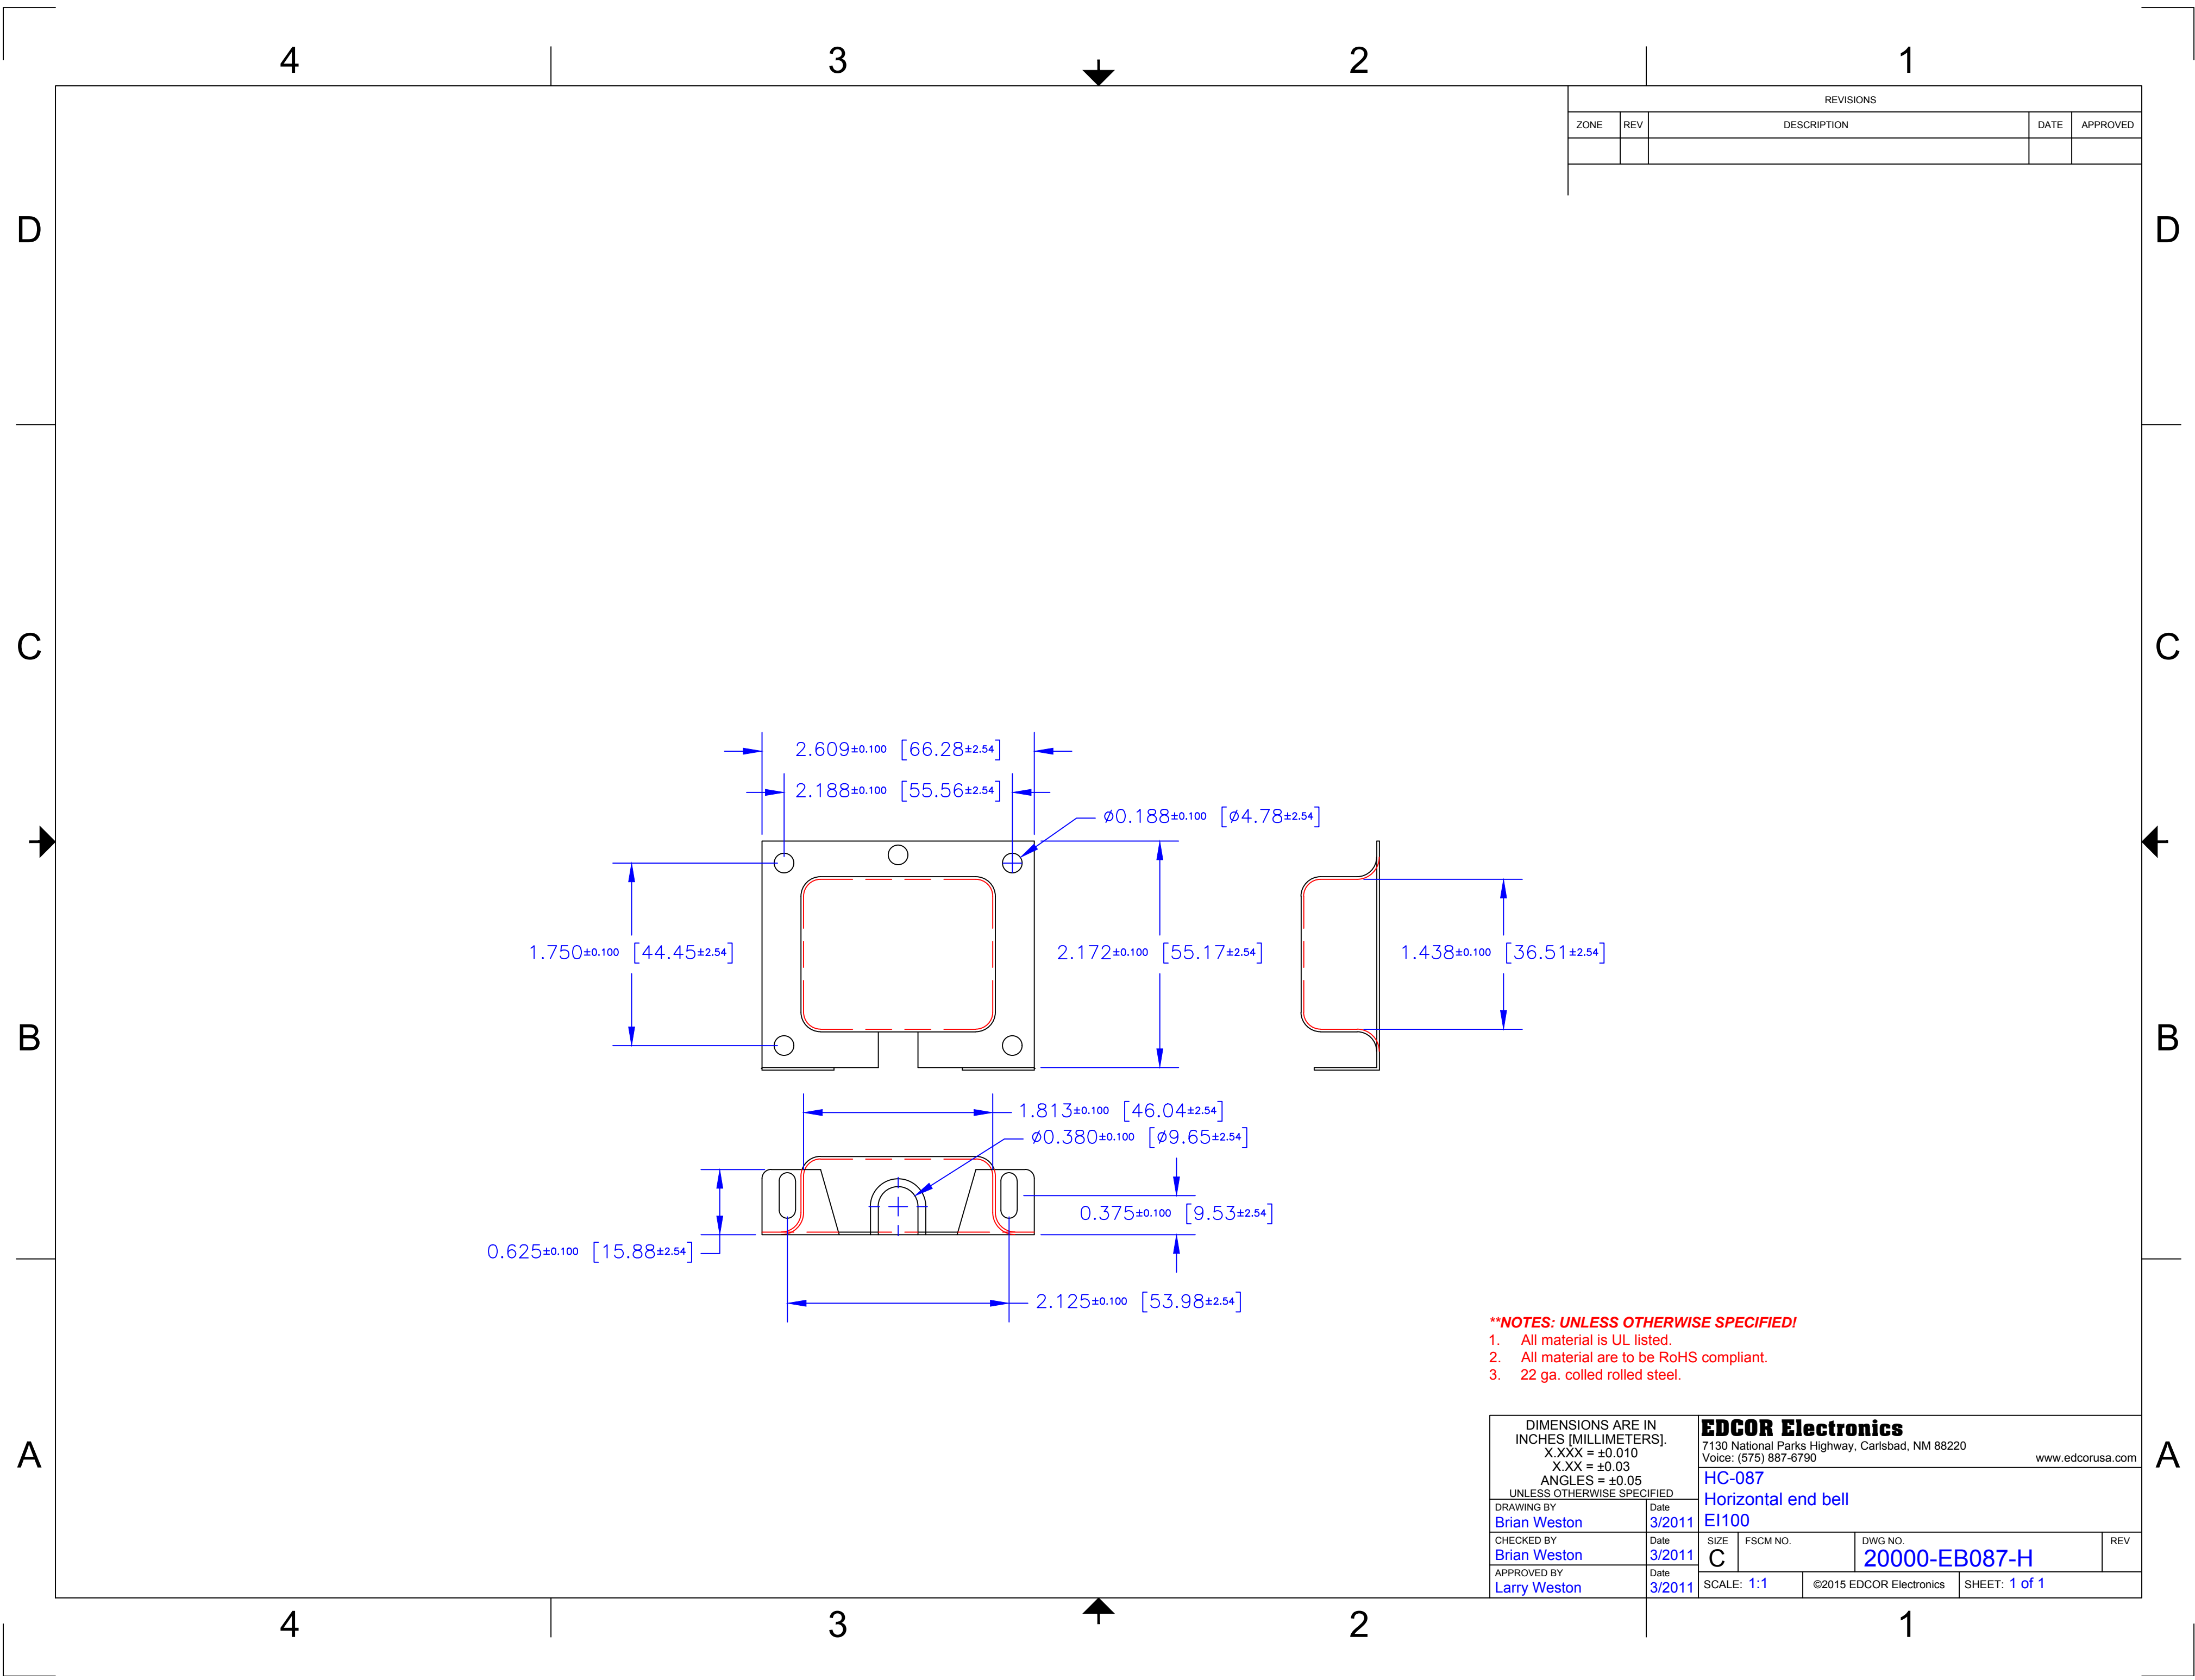 4 3 2 1
REVISIONS
ZONE REV DESCRIPTION DATE APPROVED
D D
C C
2.609±0.100 [66.28±2.54]
2.188±0.100 [55.56±2.54]
Ø0.188±0.100 [Ø4.78±2.54]
1.750±0.100 [44.45±2.54]
2.172±0.100 [55.17±2.54]
1.438±0.100 [36.51±2.54]
B B
1.813±0.100 [46.04±2.54]
Ø0.380±0.100 [Ø9.65±2.54]
0.375±0.100 [9.53±2.54]
0.625±0.100 [15.88±2.54]
2.125±0.100 [53.98±2.54]
**NOTES: UNLESS OTHERWISE SPECIFIED!
1. All material is UL listed.
2. All material are to be RoHS compliant.
3. 22 ga. colled rolled steel.
A A
DIMENSIONS ARE IN
INCHES [MILLIMETERS].
X.XXX = ±0.010
X.XX = ±0.03
ANGLES = ±0.05
UNLESS OTHERWISE SPECIFIED
EDCOR Electronics
7130 National Parks Highway, Carlsbad, NM 88220
Voice: (575) 887-6790 www.edcorusa.com
HC-087
Horizontal end bell
EI100
DRAWING BY Date
Brian Weston 3/2011
CHECKED BY Date
Brian Weston 3/2011
APPROVED BY Date
Larry Weston 3/2011
SIZE FSCM NO. DWG NO. REV
C 20000-EB087-H
SCALE: 1:1 ©2015 EDCOR Electronics SHEET: 1 of 1
4 3 2 1